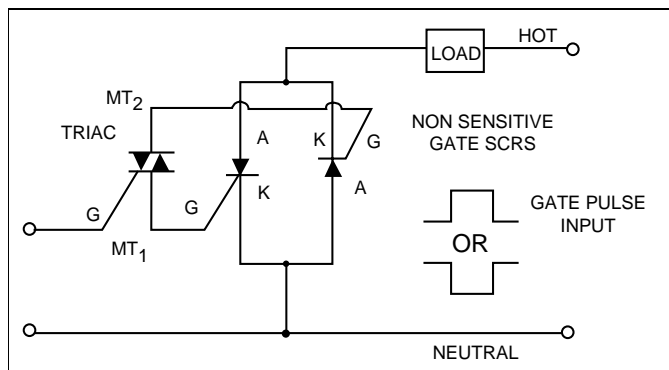 HOT
LOAD
MT2
TRIAC
A
K
G
NON SENSITIVE
GATE SCRS
G
G
K
A
GATE PULSE
INPUT
OR
MT1
NEUTRAL